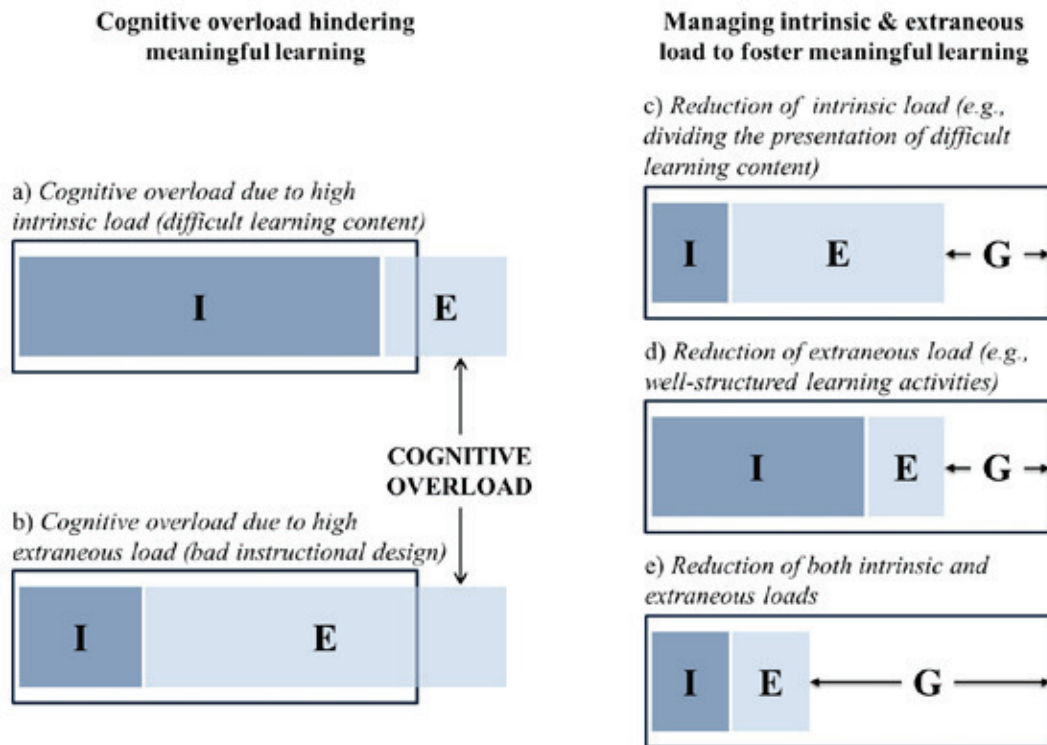 Cognitive overload hindering
meaningful learning
a) Cognitive overload due to high
intrinsic load (difficult learning content)
I
E
COGNITIVE
OVERLOAD
b) Cognitive overload due to high
extraneous load (bad instructional design)
I
E
Managing intrinsic & extraneous
load to foster meaningful learning
c) Reduction of intrinsic load (e.g.,
dividing the presentation of difficult
learning content)
I
E
G
d) Reduction of extraneous load (e.g.,
well-structured learning activities)
I
E
G
e) Reduction of both intrinsic and
extraneous loads
I
E
G